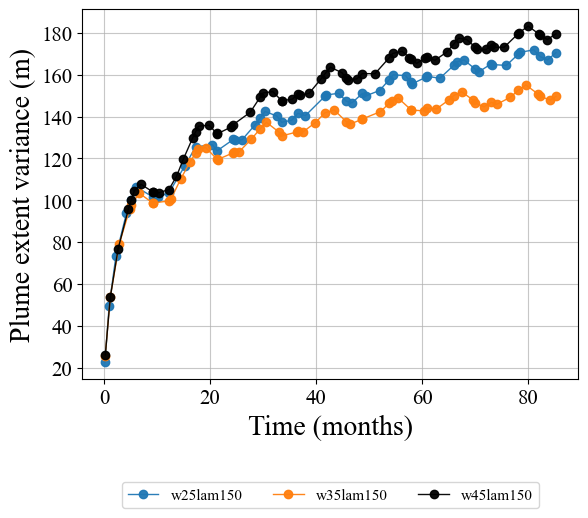 Plume extent variance (m)
180
160
140
120
100
80
60
40
20
0 20 40 60 80
Time (months)
w25lam150 w35lam150 w45lam150